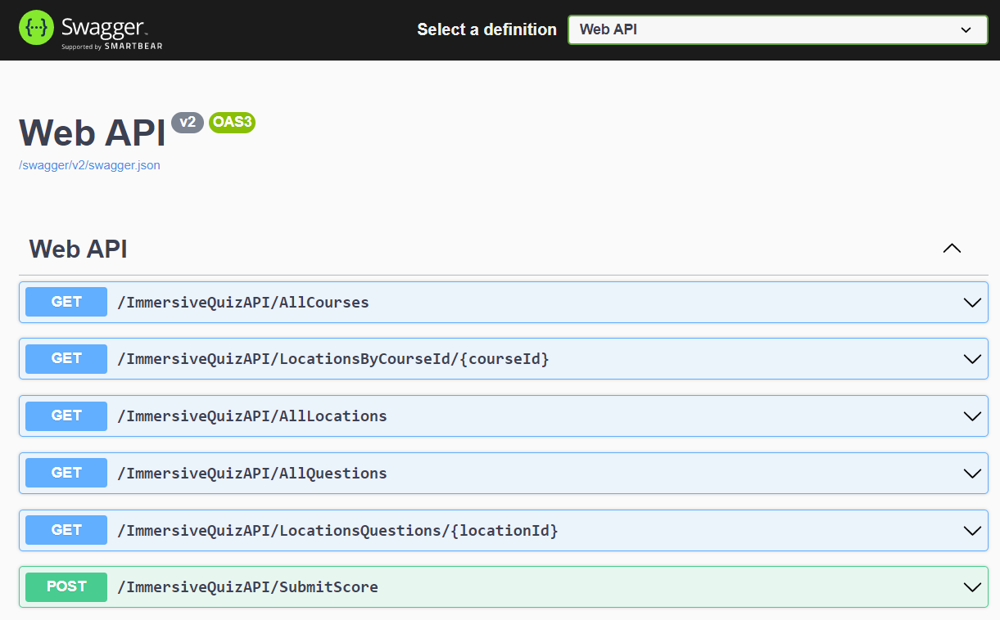 {···} Swagger™
Supported by SMARTBEAR
Select a definition
Web API
Web API v2 OAS3
/swagger/v2/swagger.json
Web API
GET /ImmersiveQuizAPI/AllCourses
GET /ImmersiveQuizAPI/LocationsByCourseId/{courseId}
GET /ImmersiveQuizAPI/AllLocations
GET /ImmersiveQuizAPI/AllQuestions
GET /ImmersiveQuizAPI/LocationsQuestions/{locationId}
POST /ImmersiveQuizAPI/SubmitScore